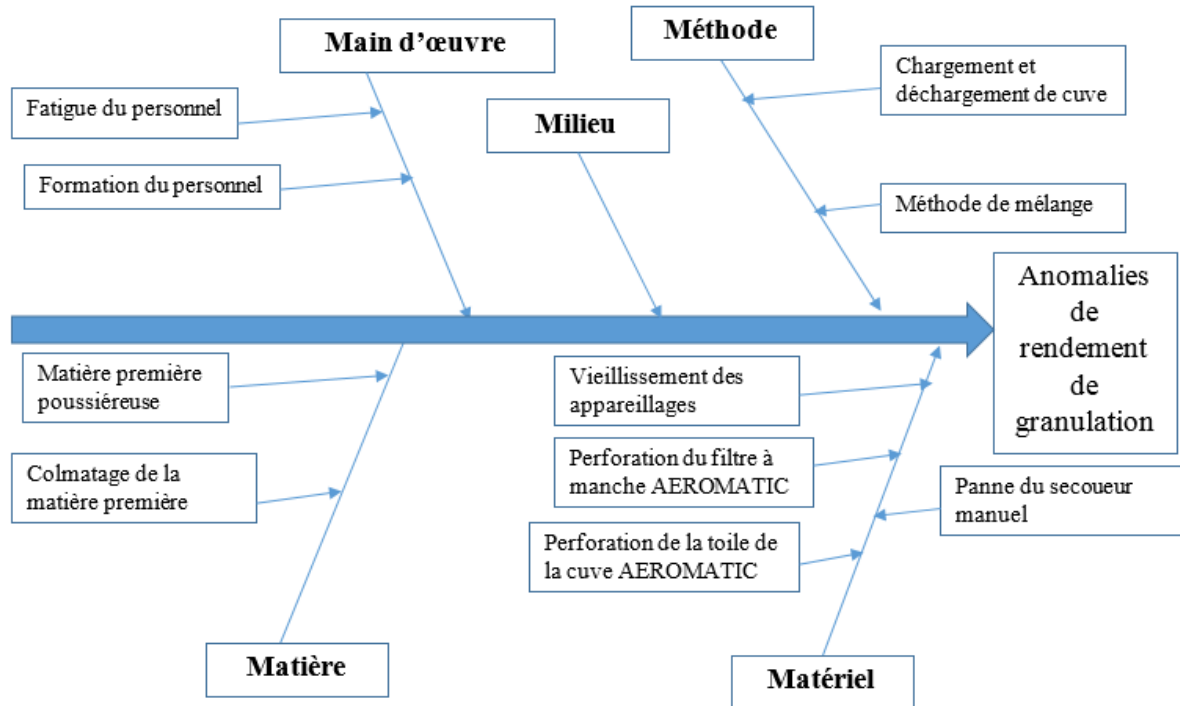 Main d’œuvre
Méthode
Chargement et
déchargement de cuve
Fatigue du personnel
Milieu
Formation du personnel
Méthode de mélange
Anomalies
de
rendement
de
granulation
Matière première
poussiéreuse
Vieillissement des
appareillages
Colmatage de la
matière première
Perforation du filtre à
manche AEROMATIC
Panne du secoueur
manuel
Perforation de la toile de
la cuve AEROMATIC
Matière
Matériel